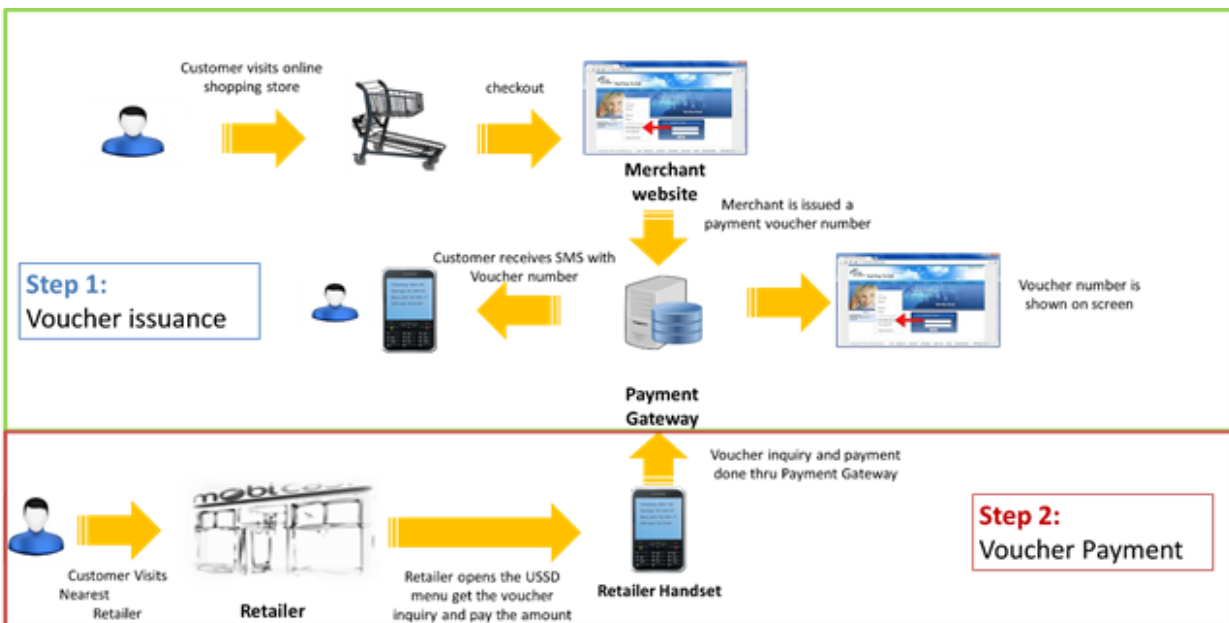 Customer visits online
shopping store
checkout
Merchant
website
Merchant is issued a
payment voucher number
Customer receives SMS with
Voucher number
Step 1:
Voucher issuance
Voucher number is
shown on screen
Payment
Gateway
Voucher inquiry and payment
done thru Payment Gateway
Step 2:
Voucher Payment
Customer Visits
Nearest
Retailer
Retailer
Retailer opens the USSD
menu get the voucher
inquiry and pay the amount
Retailer Handset